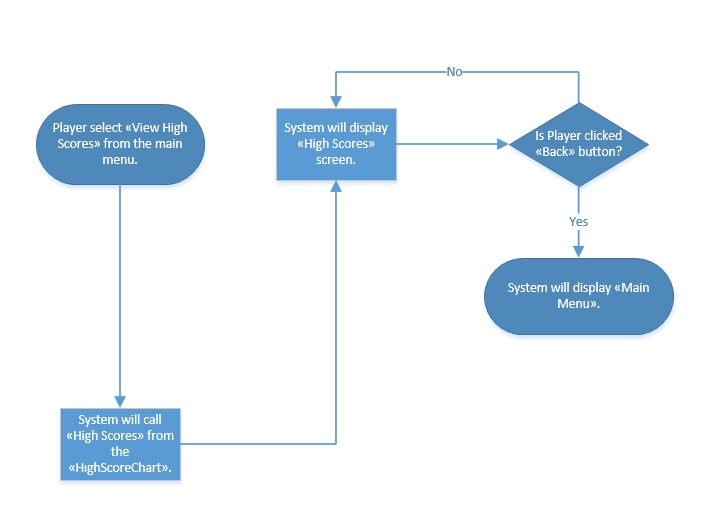 Player select «View High
Scores» from the main
menu.
System will call
«High Scores» from
the
«HighScoreChart».
System will display
«High Scores»
screen.
No
Is Player clicked
«Back» button?
Yes
System will display «Main
Menu».